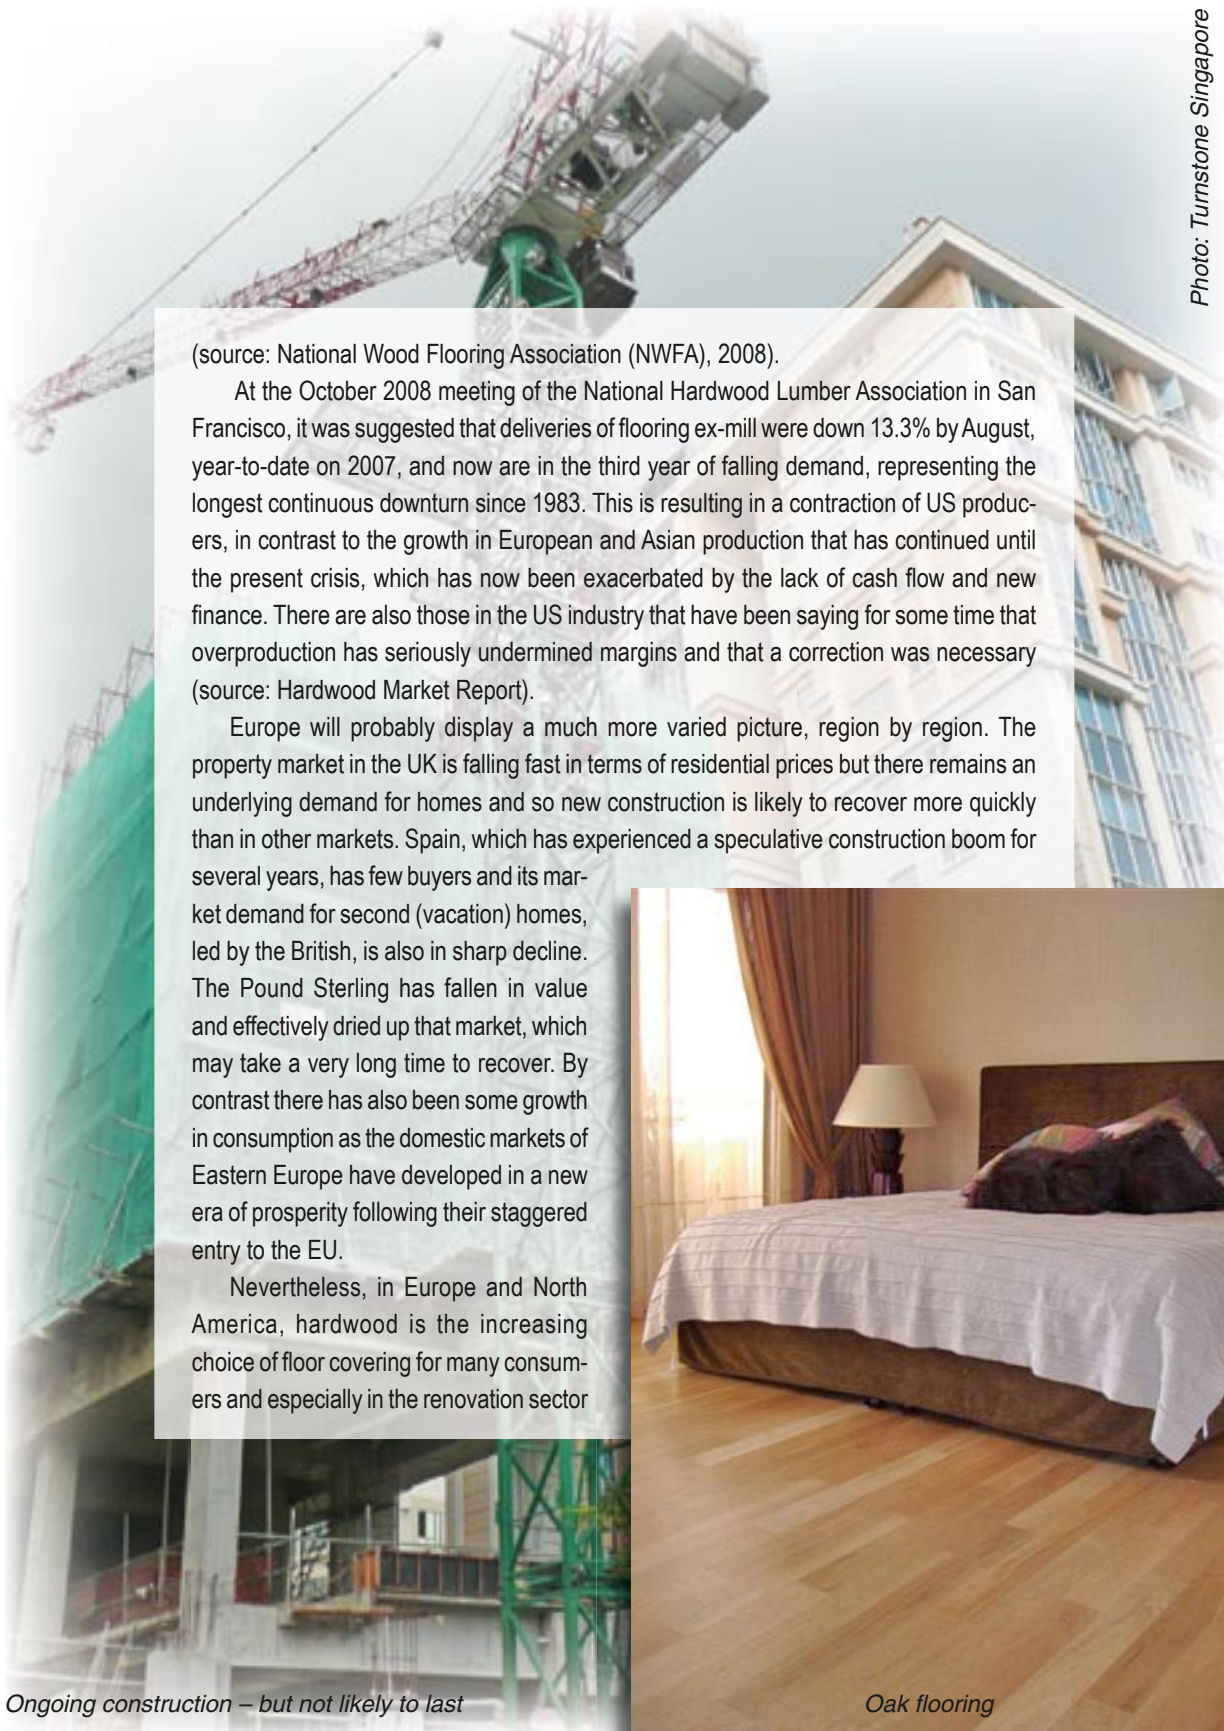 Photo: Turnstone Singapore
(source: National Wood Flooring Association (NWFA), 2008).
At the October 2008 meeting of the National Hardwood Lumber Association in San
Francisco, it was suggested that deliveries of flooring ex-mill were down 13.3% by August,
year-to-date on 2007, and now are in the third year of falling demand, representing the
longest continuous downturn since 1983. This is resulting in a contraction of US produc-
ers, in contrast to the growth in European and Asian production that has continued until
the present crisis, which has now been exacerbated by the lack of cash flow and new
finance. There are also those in the US industry that have been saying for some time that
overproduction has seriously undermined margins and that a correction was necessary
(source: Hardwood Market Report).
Europe will probably display a much more varied picture, region by region. The
property market in the UK is falling fast in terms of residential prices but there remains an
underlying demand for homes and so new construction is likely to recover more quickly
than in other markets. Spain, which has experienced a speculative construction boom for
several years, has few buyers and its mar-
ket demand for second (vacation) homes,
led by the British, is also in sharp decline.
The Pound Sterling has fallen in value
and effectively dried up that market, which
may take a very long time to recover. By
contrast there has also been some growth
in consumption as the domestic markets of
Eastern Europe have developed in a new
era of prosperity following their staggered
entry to the EU.
Nevertheless, in Europe and North
America, hardwood is the increasing
choice of floor covering for many consum-
ers and especially in the renovation sector
Ongoing construction – but not likely to last
Oak flooring